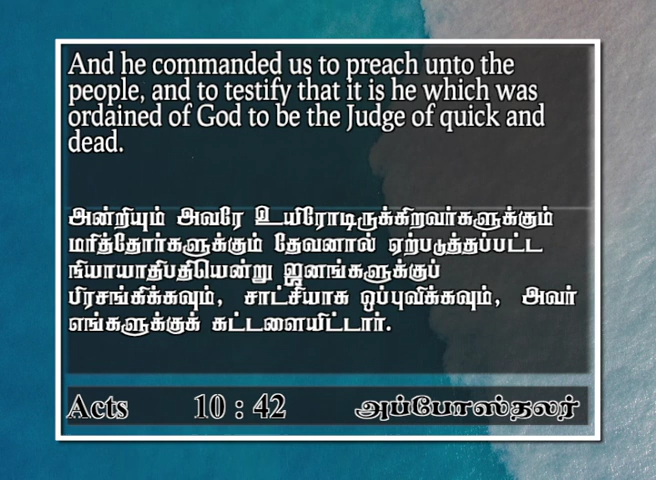 And he commanded us to preach unto the
people, and to testify that it is he which was
ordained of God to be the Judge of quick and
dead.
அன்றியும் அவரே உயிரோடிருக்கிறவர்களுக்கும்
மரித்தோர்களுக்கும் தேவனால் ஏற்படுத்தப்பட்ட
நியாயாதிபதியென்று ஜனங்களுக்குப்
பிரசங்கிக்கவும், சாட்சியாக ஒப்புவிக்கவும், அவர்
எங்களுக்குக் கட்டளையிட்டார்.
Acts 10 : 42 அப்போஸ்தலர்